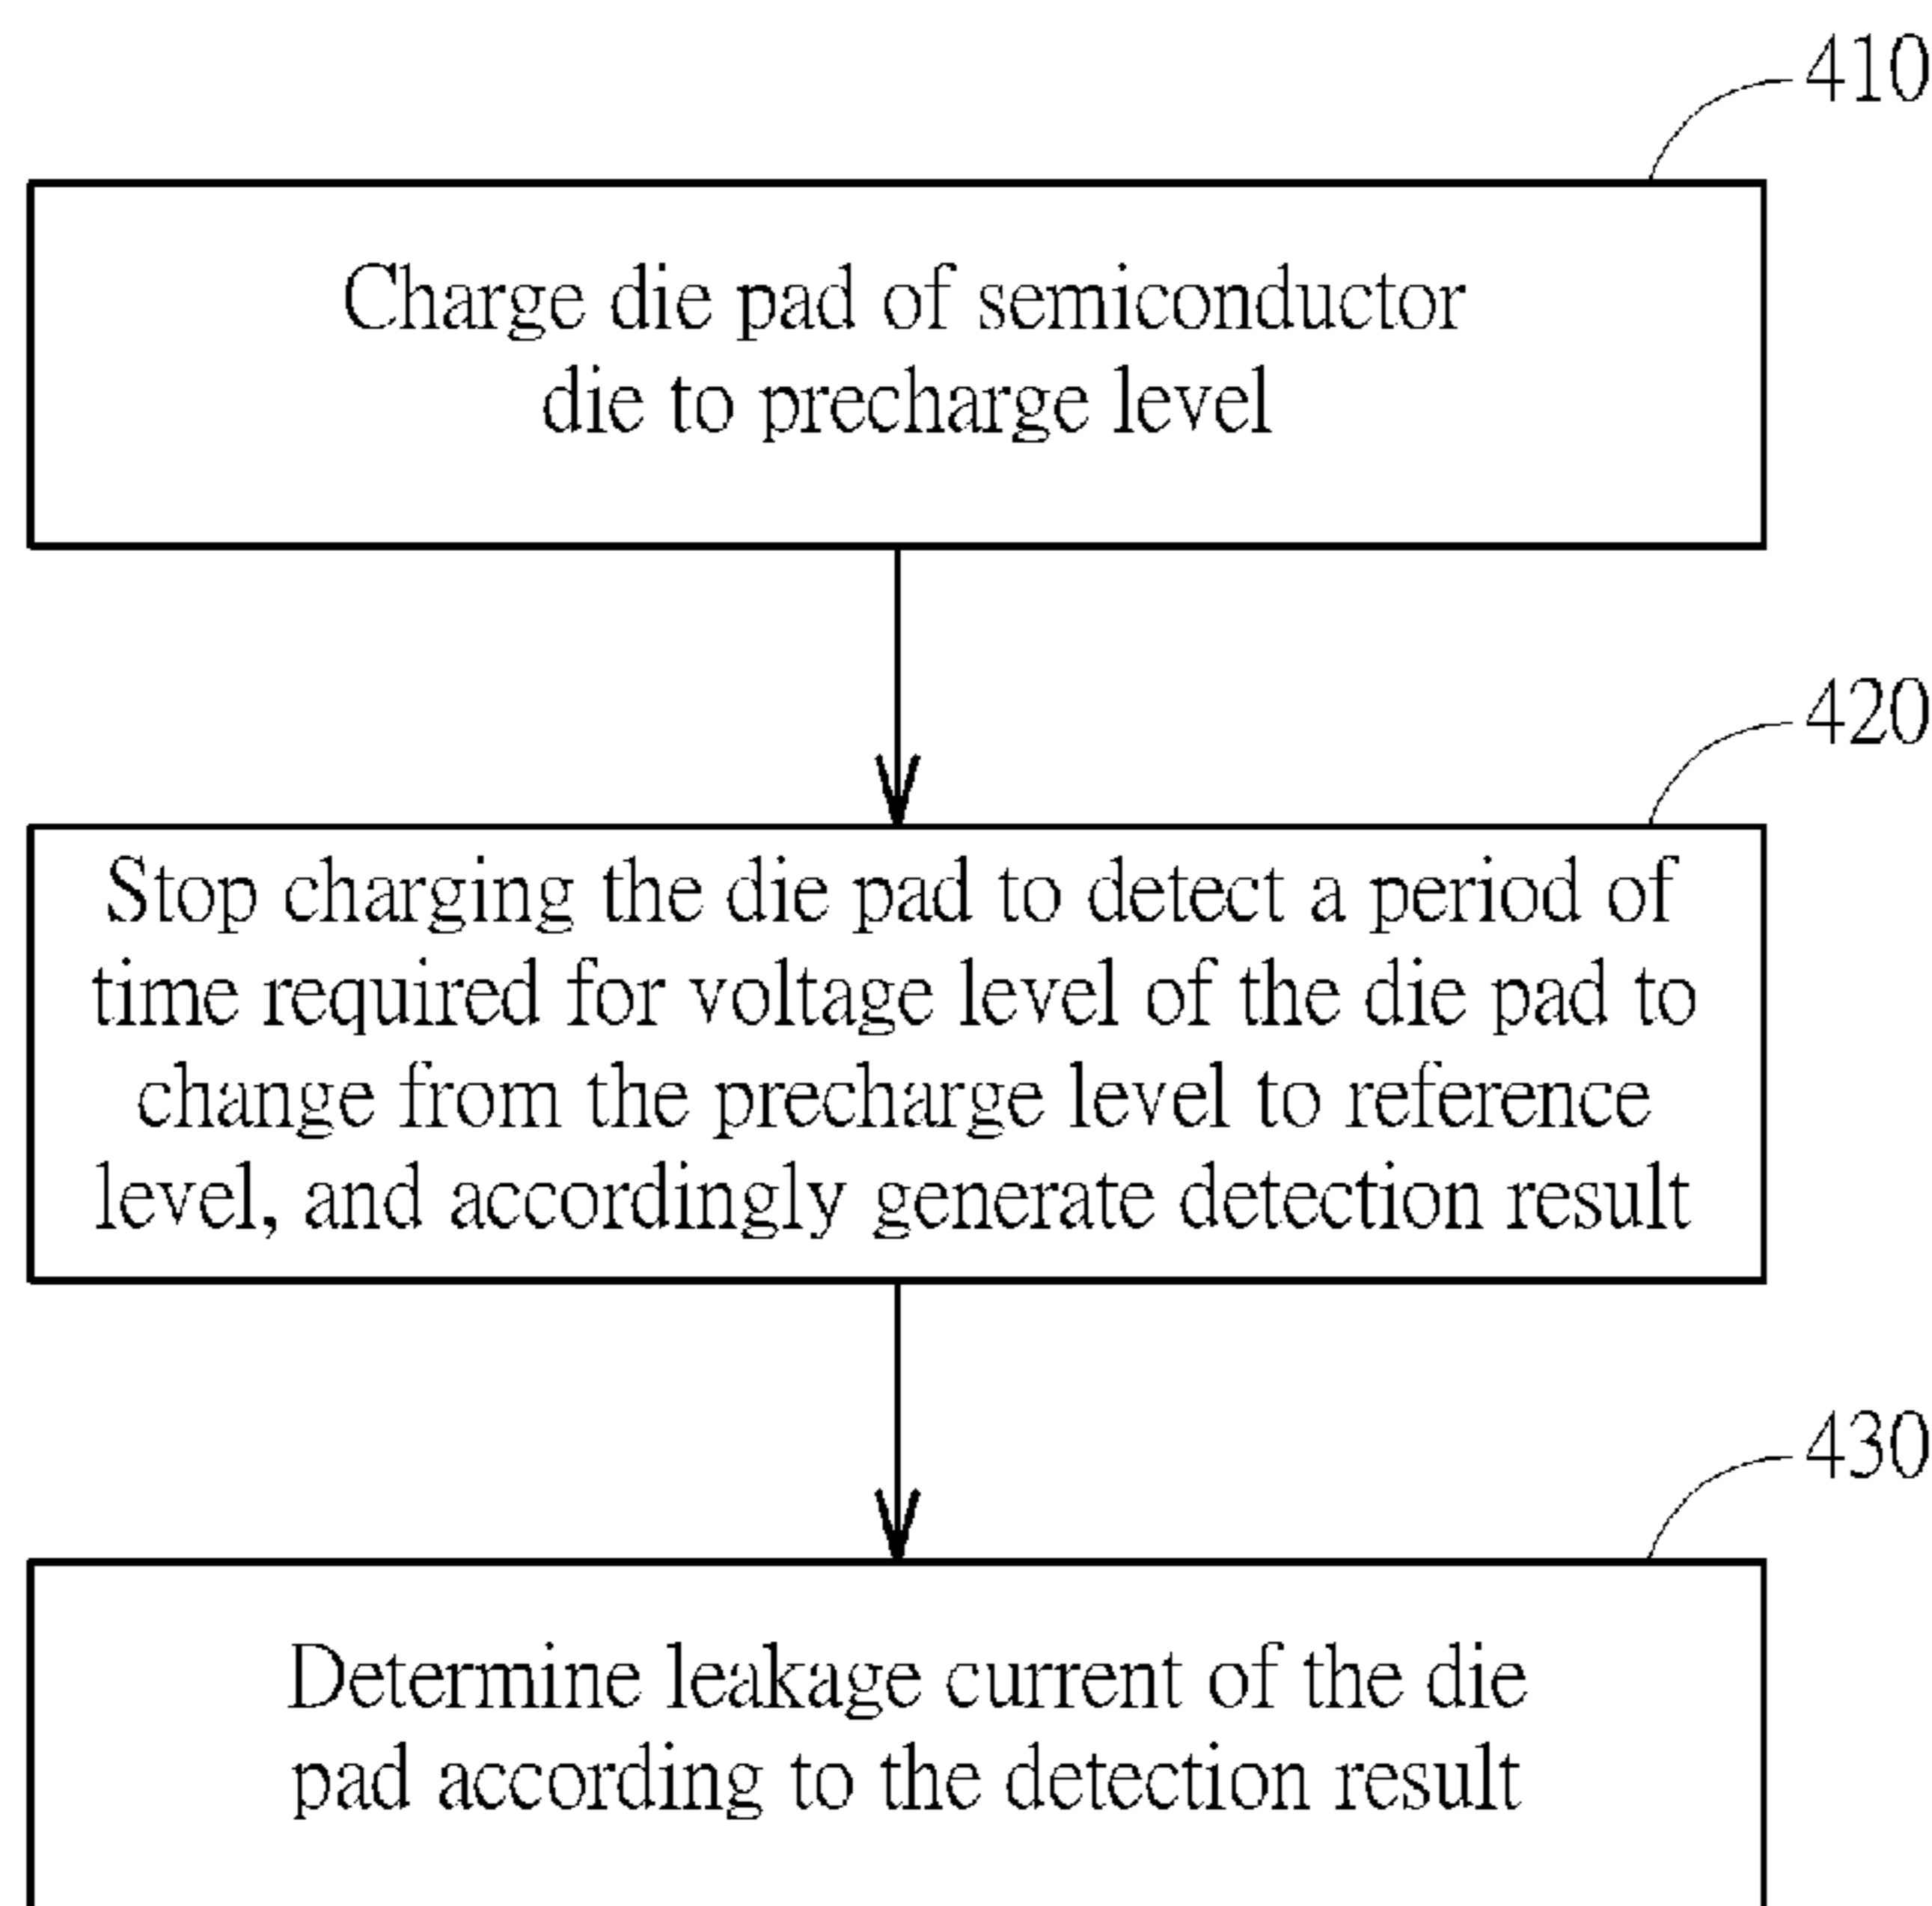 410
Charge die pad of semiconductor
die to precharge level
420
Stop charging the die pad to detect a period of
time required for voltage level of the die pad to
change from the precharge level to reference
level, and accordingly generate detection result
430
Determine leakage current of the die
pad according to the detection result